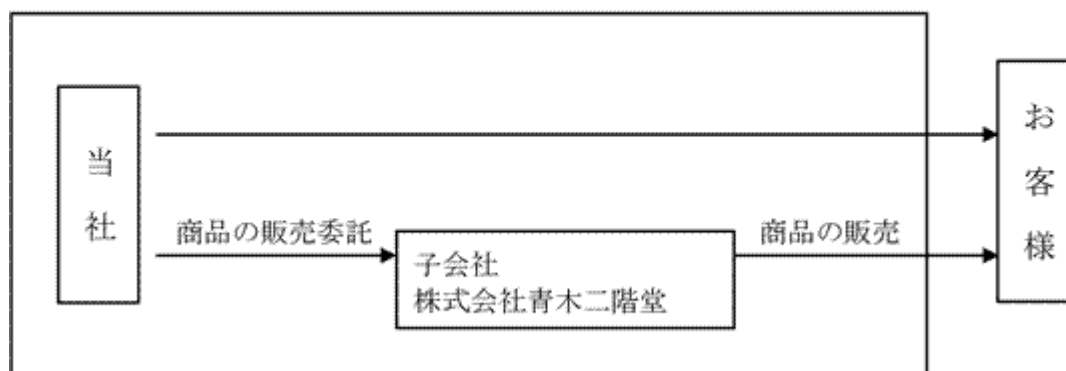 当社
お客様
商品の販売委託
商品の販売
子会社
株式会社青木二階堂